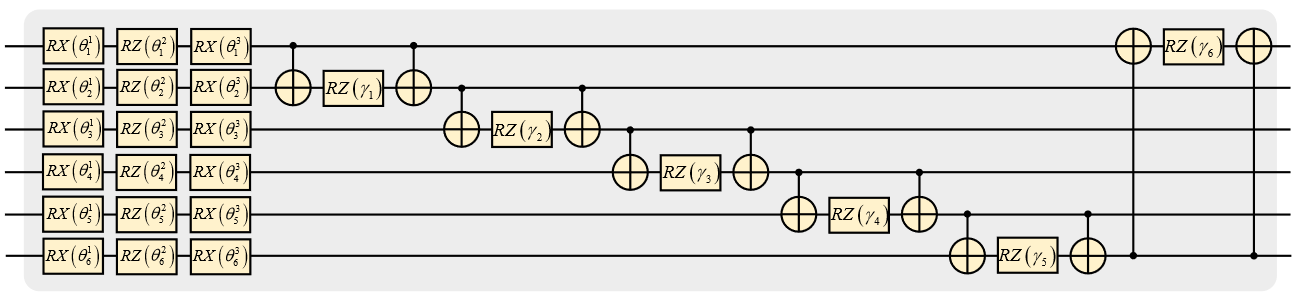 RX(θ₁¹) RZ(θ₁²) RX(θ₁³) RZ(γ₆)
RX(θ₂¹) RZ(θ₂²) RX(θ₂³) RZ(γ₁)
RX(θ₃¹) RZ(θ₃²) RX(θ₃³) RZ(γ₂)
RX(θ₄¹) RZ(θ₄²) RX(θ₄³) RZ(γ₃)
RX(θ₅¹) RZ(θ₅²) RX(θ₅³) RZ(γ₄)
RX(θ₆¹) RZ(θ₆²) RX(θ₆³) RZ(γ₅)